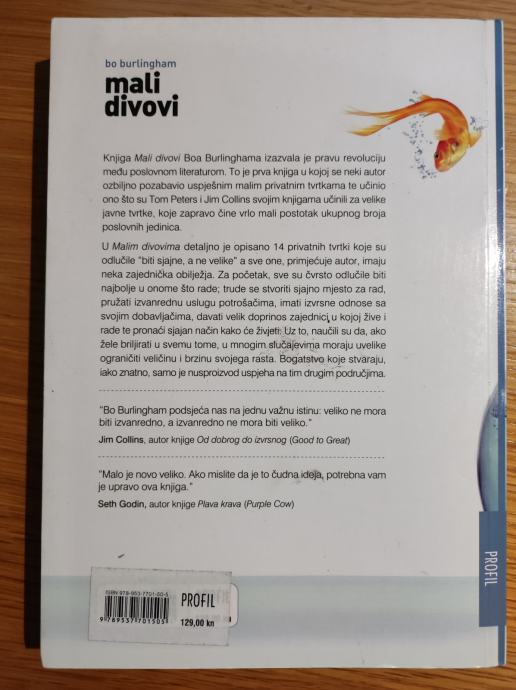 bo burlingham
mali
divovi
Knjiga Mali divovi Boa Burlinghama izazvala je pravu revoluciju
među poslovnom literaturom. To je prva knjiga u kojoj se neki autor
ozbiljno pozabavio uspješnim malim privatnim tvrtkama te učinio
ono što su Tom Peters i Jim Collins svojim knjigama učinili za velike
javne tvrtke, koje zapravo čine vrlo mali postotak ukupnog broja
poslovnih jedinica.
U Malim divovima detaljno je opisano 14 privatnih tvrtki koje su
odlučile "biti sjajne, a ne velike" a sve one, primjećuje autor, imaju
neka zajednička obilježja. Za početak, sve su čvrsto odlučile biti
najbolje u onome što rade; trude se stvoriti sjajno mjesto za rad,
pružati izvanrednu uslugu potrošačima, imati izvrsne odnose sa
svojim dobavljačima, davati velik doprinos zajednici u kojoj žive i
rade te pronaći sjajan način kako će živjeti. Uz to, naučili su da, ako
žele briljirati u svemu tome, u mnogim slučajevima moraju uvelike
ograničiti veličinu i brzinu svojega rasta. Bogatstvo koje stvaraju,
iako znatno, samo je nusproizvod uspjeha na tim drugim područjima.
"Bo Burlingham podsjeća nas na jednu važnu istinu: veliko ne mora
biti izvanredno, a izvanredno ne mora biti veliko."
Jim Collins, autor knjige Od dobrog do izvrsnog (Good to Great)
"Malo je novo veliko. Ako mislite da je to čudna ideja, potrebna vam
je upravo ova knjiga."
Seth Godin, autor knjige Plava krava (Purple Cow)
PROFIL
ISBN 978-953-7701-50-5
9 789537 701505
PROFIL
129,00 kn